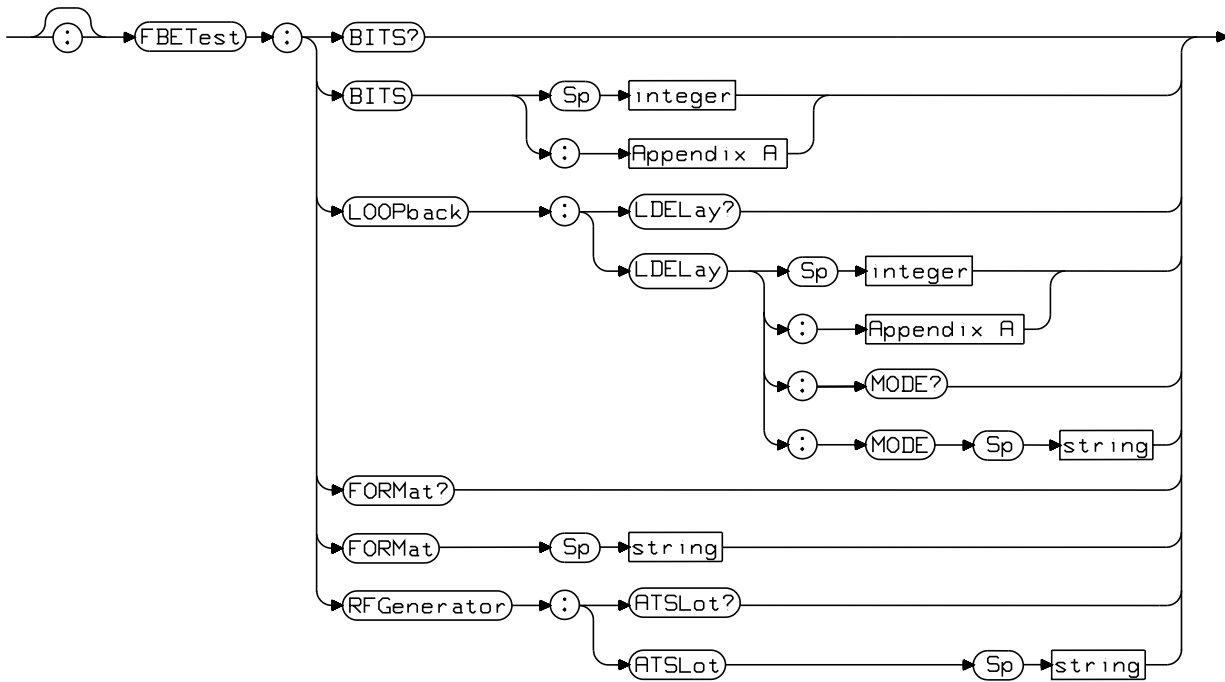 : FBETest : BITS?
BITS Sp integer
: Appendix A
LOOPback : LDELay?
LDELay Sp integer
: Appendix A
: MODE?
: MODE Sp string
FORMat?
FORMat Sp string
RFGenerator : ATSLot?
ATSLot Sp string